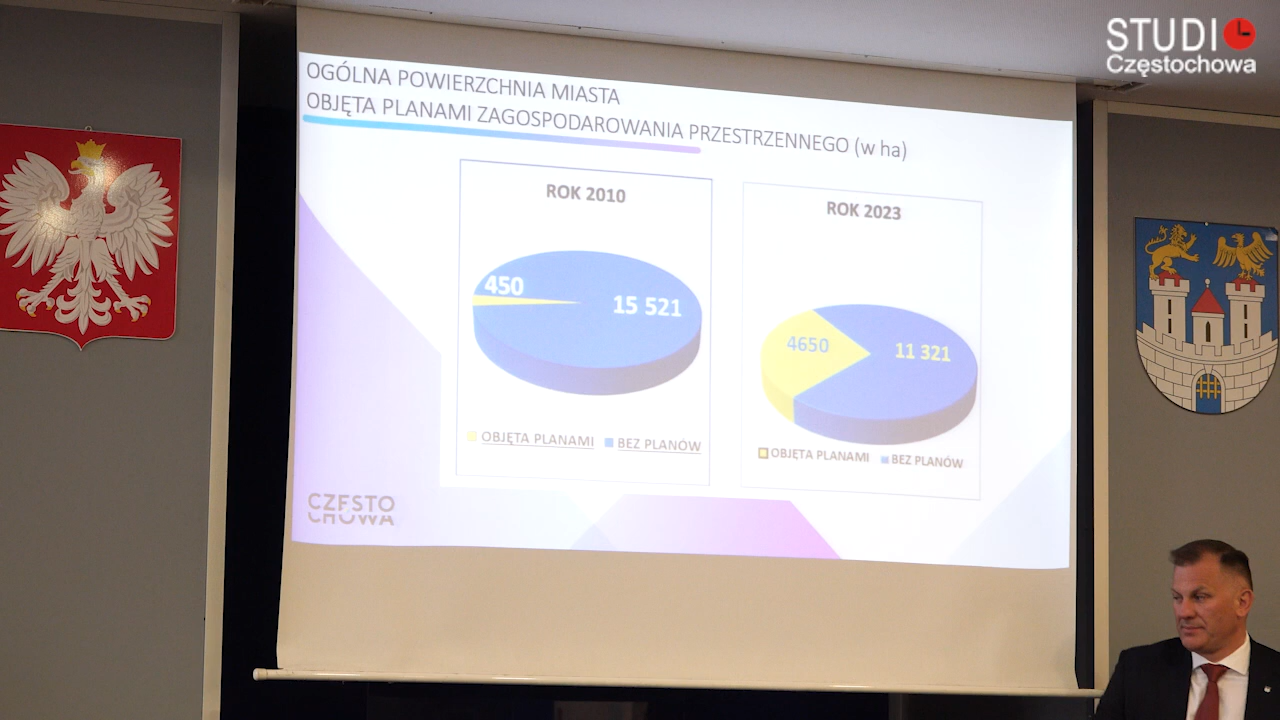 STUDI
Częstochowa
OGÓLNA POWIERZCHNIA MIASTA
OBJĘTA PLANAMI ZAGOSPODAROWANIA PRZESTRZENNEGO (w ha)
ROK 2010
450
15 521
OBJĘTA PLANAMI BEZ PLANÓW
ROK 2023
4650
11 321
OBJĘTA PLANAMI BEZ PLANÓW
CZĘSTO
CHOWA